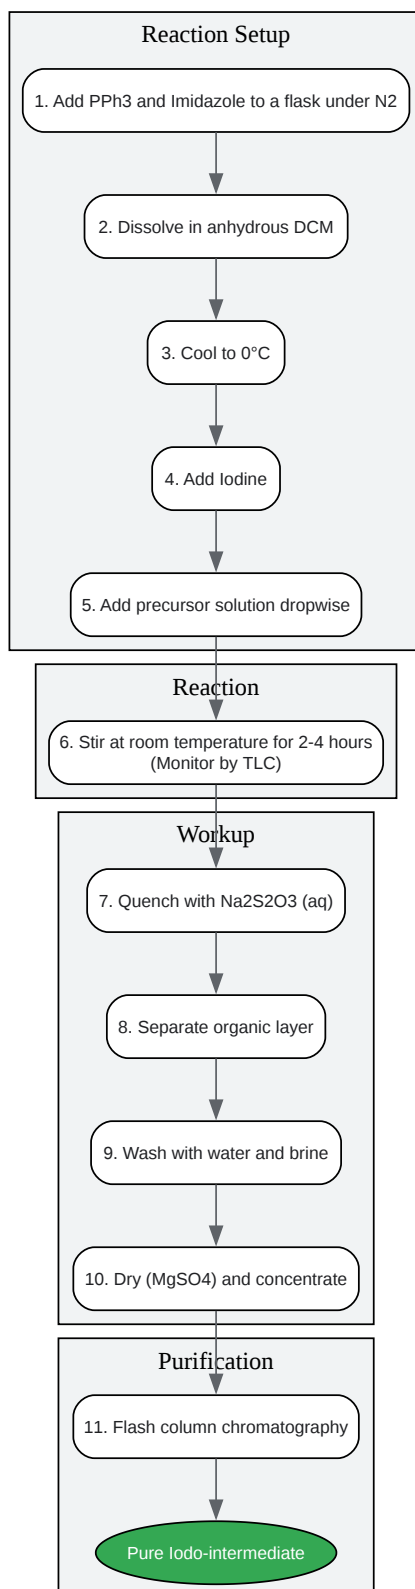 Reaction Setup
1. Add PPh3 and Imidazole to a flask under N2
2. Dissolve in anhydrous DCM
3. Cool to 0°C
4. Add Iodine
5. Add precursor solution dropwise
Reaction
6. Stir at room temperature for 2-4 hours
(Monitor by TLC)
Workup
7. Quench with Na2S2O3 (aq)
8. Separate organic layer
9. Wash with water and brine
10. Dry (MgSO4) and concentrate
Purification
11. Flash column chromatography
Pure Iodo-intermediate